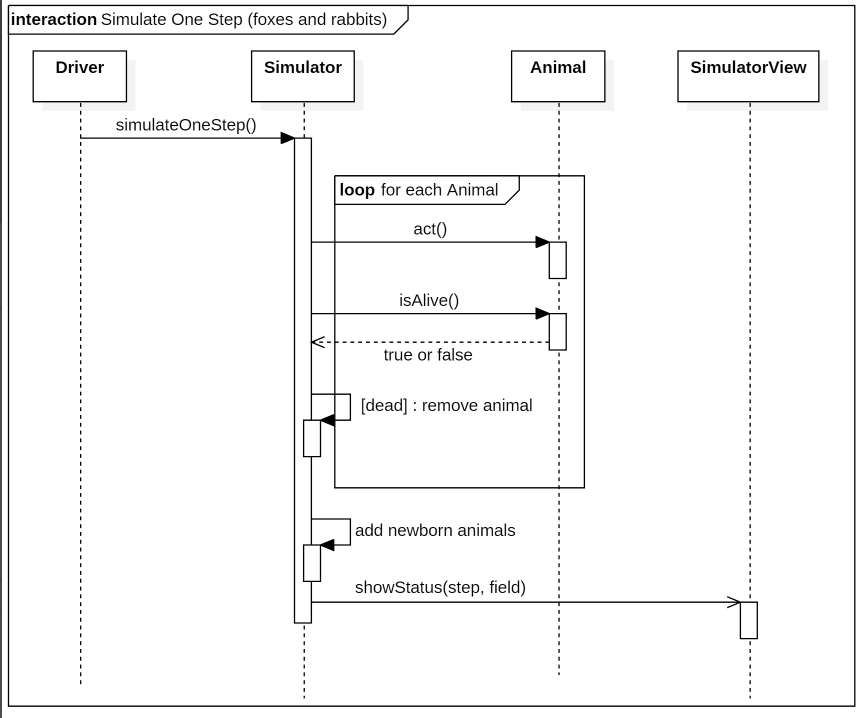 interaction Simulate One Step (foxes and rabbits)
Driver
Simulator
Animal
SimulatorView
simulateOneStep()
loop for each Animal
act()
isAlive()
true or false
[dead] : remove animal
add newborn animals
showStatus(step, field)